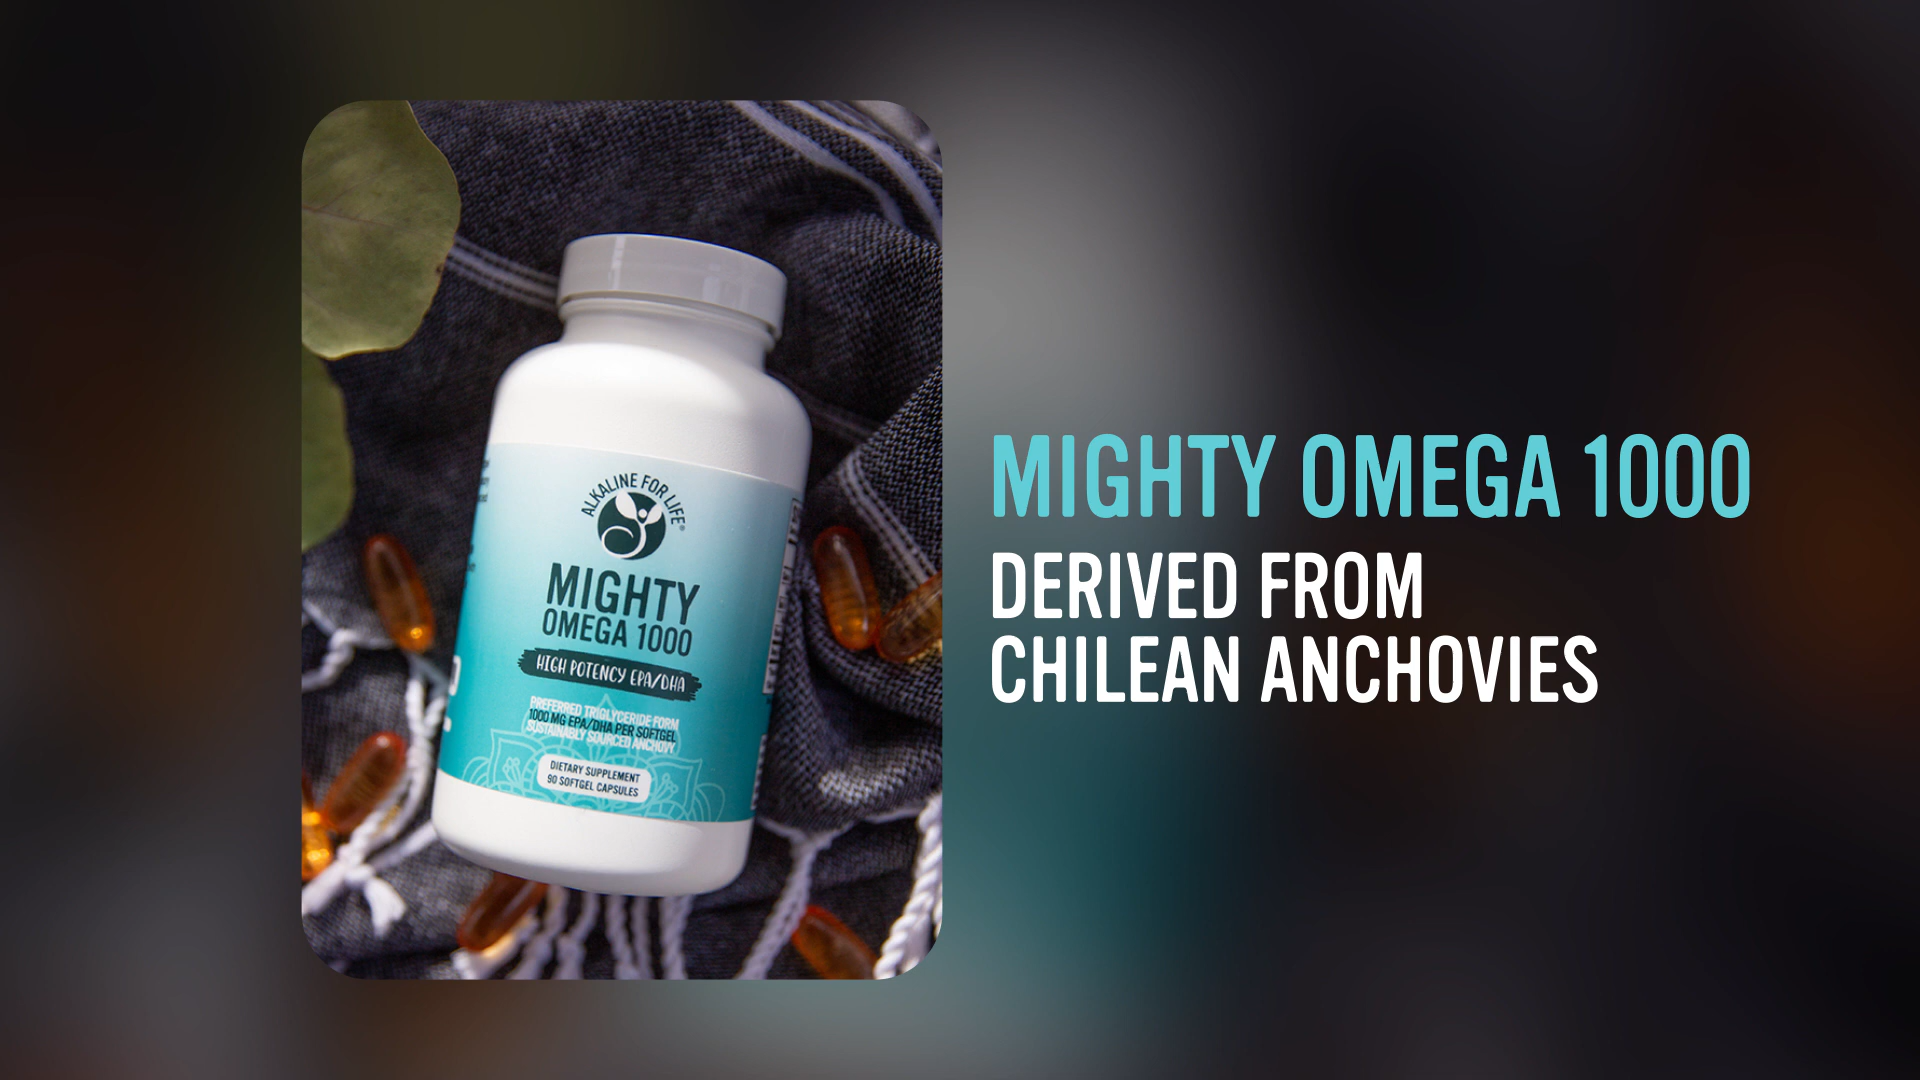 ALKALINE FOR LIFE®
MIGHTY
OMEGA 1000
HIGH POTENCY EPA/DHA
PREFERRED TRIGLYCERIDE FORM
1000 MG EPA/DHA PER SOFTGEL
SUSTAINABLY SOURCED ANCHOVY
DIETARY SUPPLEMENT
90 SOFTGEL CAPSULES
MIGHTY OMEGA 1000
DERIVED FROM
CHILEAN ANCHOVIES